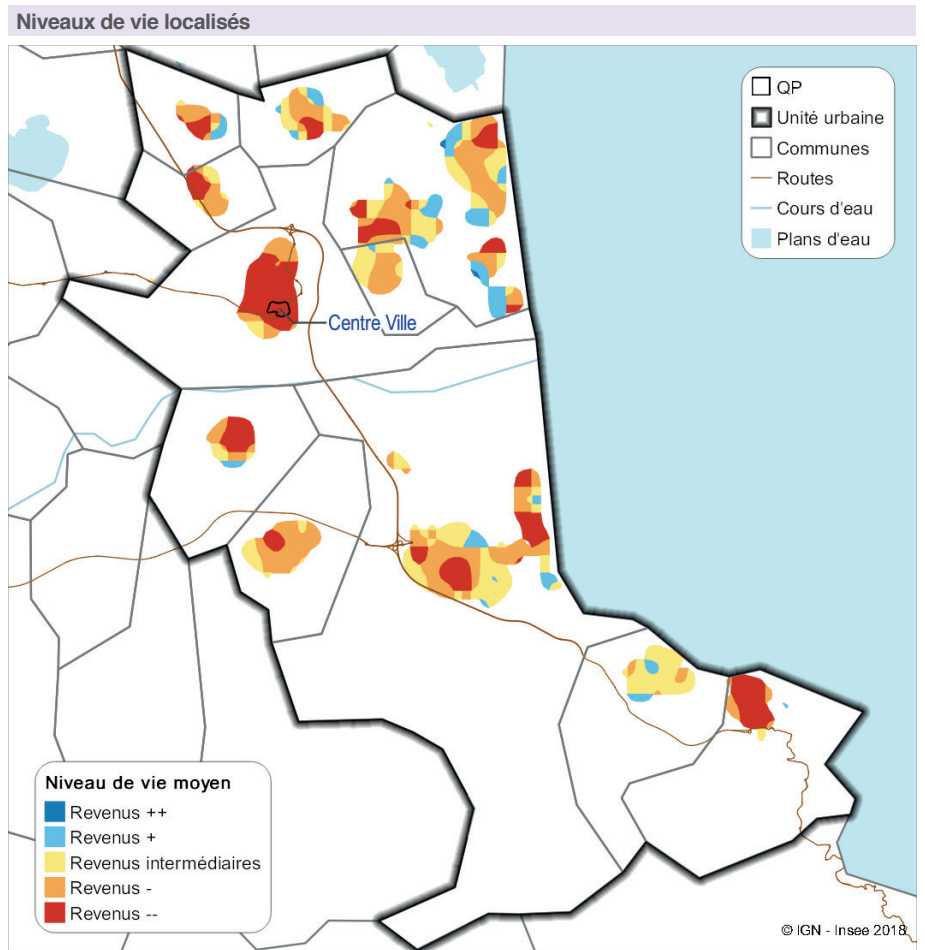 Niveaux de vie localisés
QP
Unité urbaine
Communes
Routes
Cours d'eau
Plans d'eau
Centre Ville
Niveau de vie moyen
Revenus ++
Revenus +
Revenus intermédiaires
Revenus -
Revenus --
© IGN - Insee 2018